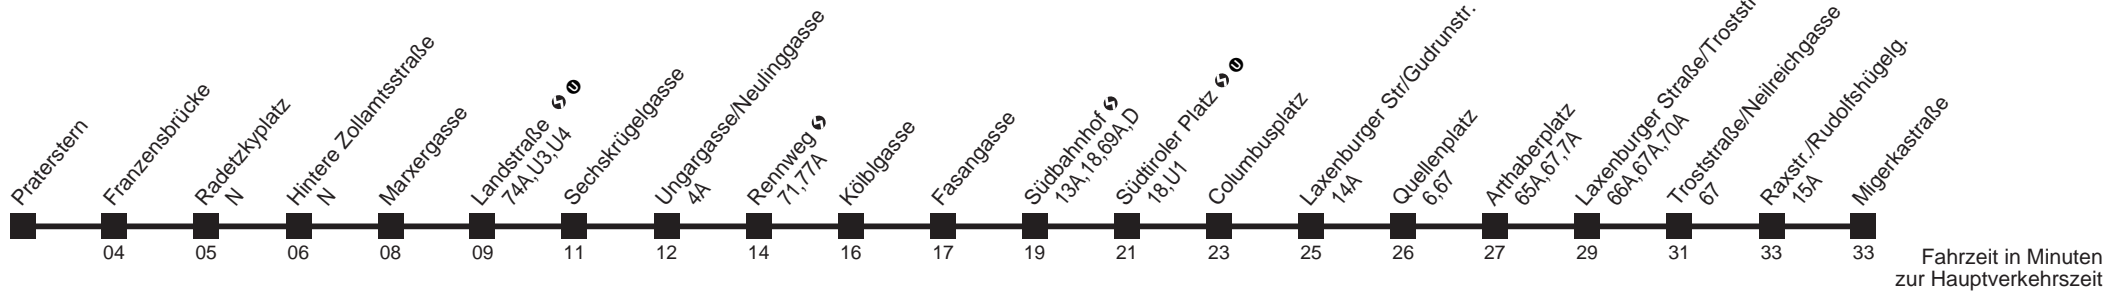 Praterstern
Franzensbrücke
04
Radetzkyplatz
N
05
Hintere Zollamtsstraße
N
06
Marxergasse
08
Landstraße S U
74A,U3,U4
09
Sechskrügelgasse
11
Ungargasse/Neulinggasse
4A
12
Rennweg S
71,77A
14
Kölblgasse
16
Fasangasse
17
Südbahnhof S
13A,18,69A,D
19
Südtiroler Platz S U
18,U1
21
Columbusplatz
23
Laxenburger Str/Gudrunstr.
14A
25
Quellenplatz
6,67
26
Arthaberplatz
65A,67,7A
27
Laxenburger Straße/Troststr
66A,67A,70A
29
Troststraße/Neilreichgasse
67
31
Raxstr./Rudolfshügelg.
15A
33
Migerkastraße
33
Fahrzeit in Minuten
zur Hauptverkehrszeit